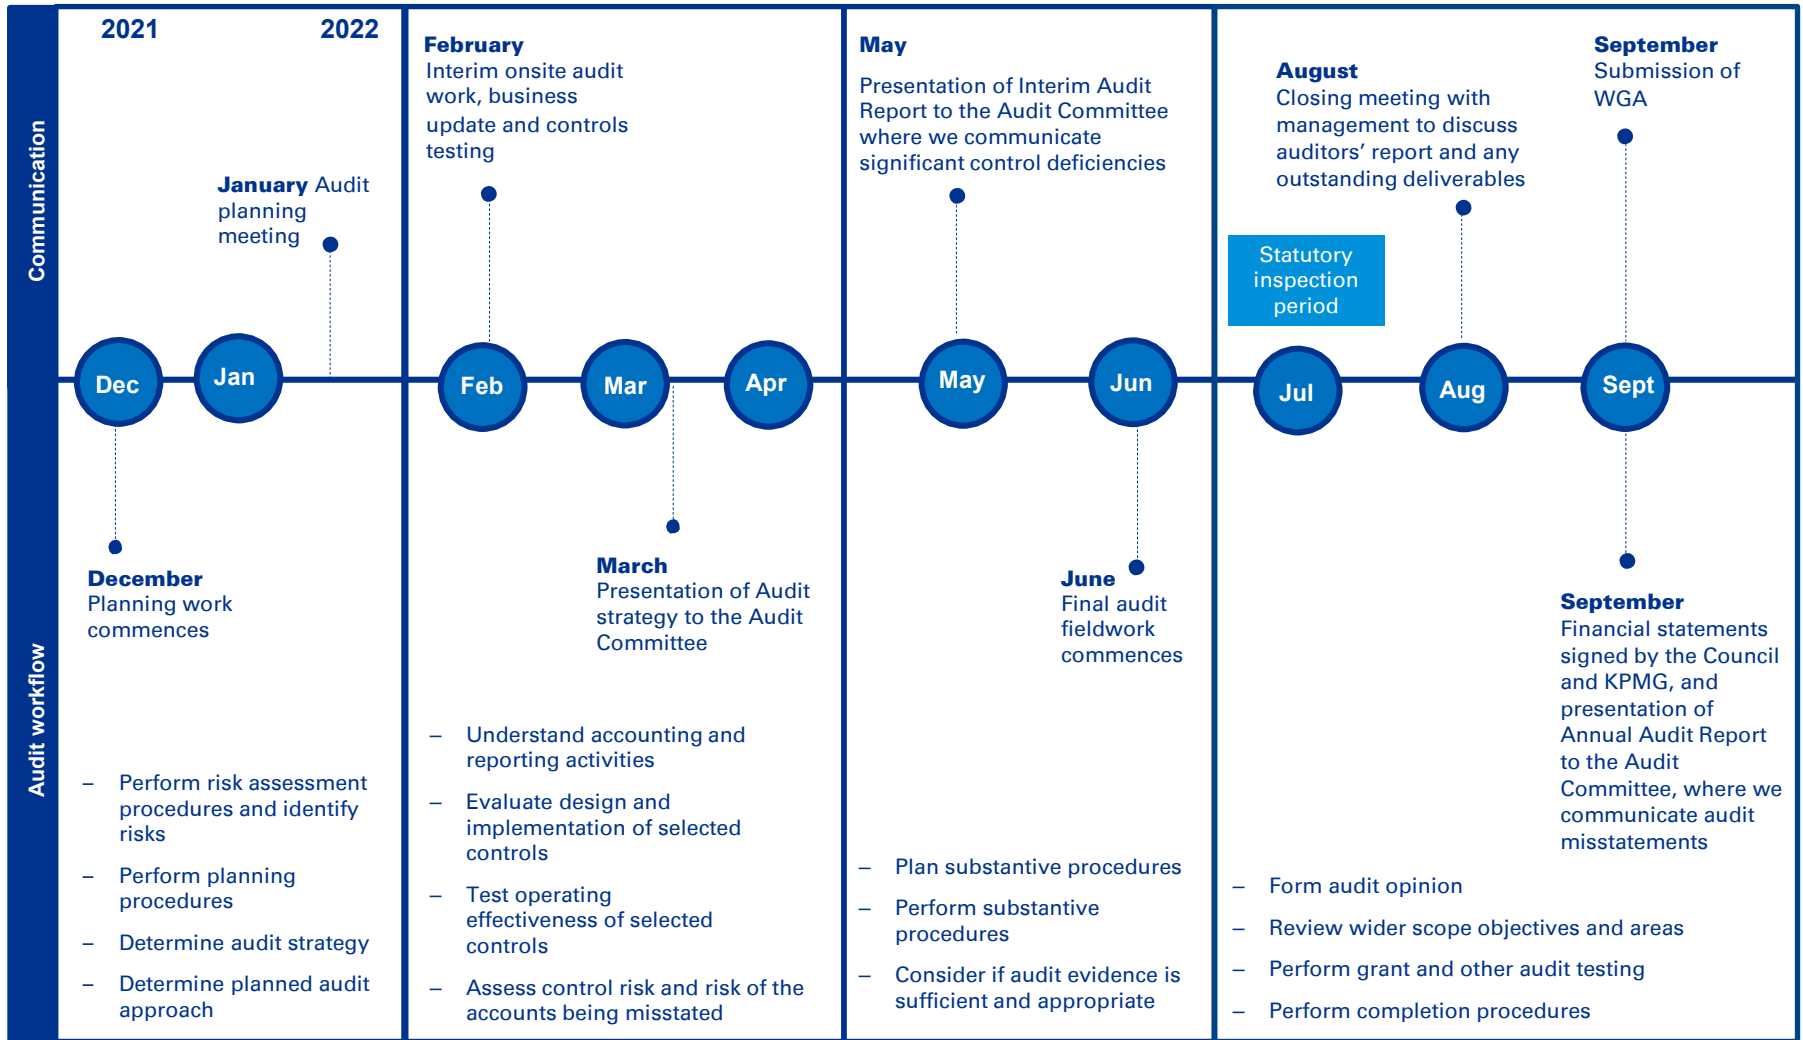 2021
2022
Communication
January Audit
planning
meeting
February
Interim onsite audit
work, business
update and controls
testing
May
Presentation of Interim Audit
Report to the Audit Committee
where we communicate
significant control deficiencies
August
Closing meeting with
management to discuss
auditors’ report and any
outstanding deliverables
September
Submission of
WGA
Statutory
inspection
period
Dec
Jan
Feb
Mar
Apr
May
Jun
Jul
Aug
Sept
Audit workflow
December
Planning work
commences
March
Presentation of Audit
strategy to the Audit
Committee
June
Final audit
fieldwork
commences
September
Financial statements
signed by the Council
and KPMG, and
presentation of
Annual Audit Report
to the Audit
Committee, where we
communicate audit
misstatements
– Perform risk assessment
procedures and identify
risks
– Perform planning
procedures
– Determine audit strategy
– Determine planned audit
approach
– Understand accounting and
reporting activities
– Evaluate design and
implementation of selected
controls
– Test operating
effectiveness of selected
controls
– Assess control risk and risk of the
accounts being misstated
– Plan substantive procedures
– Perform substantive
procedures
– Consider if audit evidence is
sufficient and appropriate
– Form audit opinion
– Review wider scope objectives and areas
– Perform grant and other audit testing
– Perform completion procedures